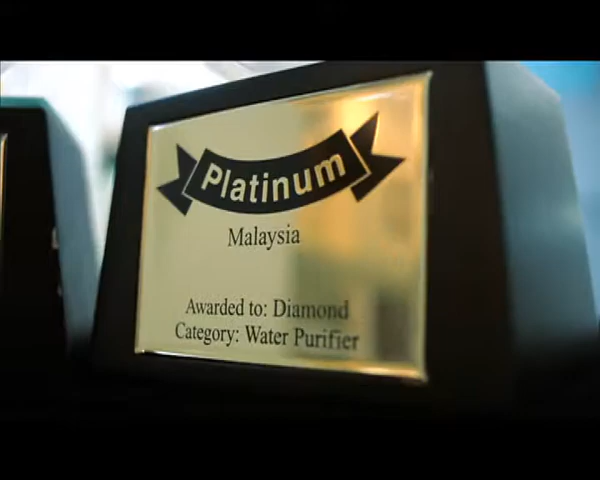 Platinum
Malaysia
Awarded to: Diamond
Category: Water Purifier